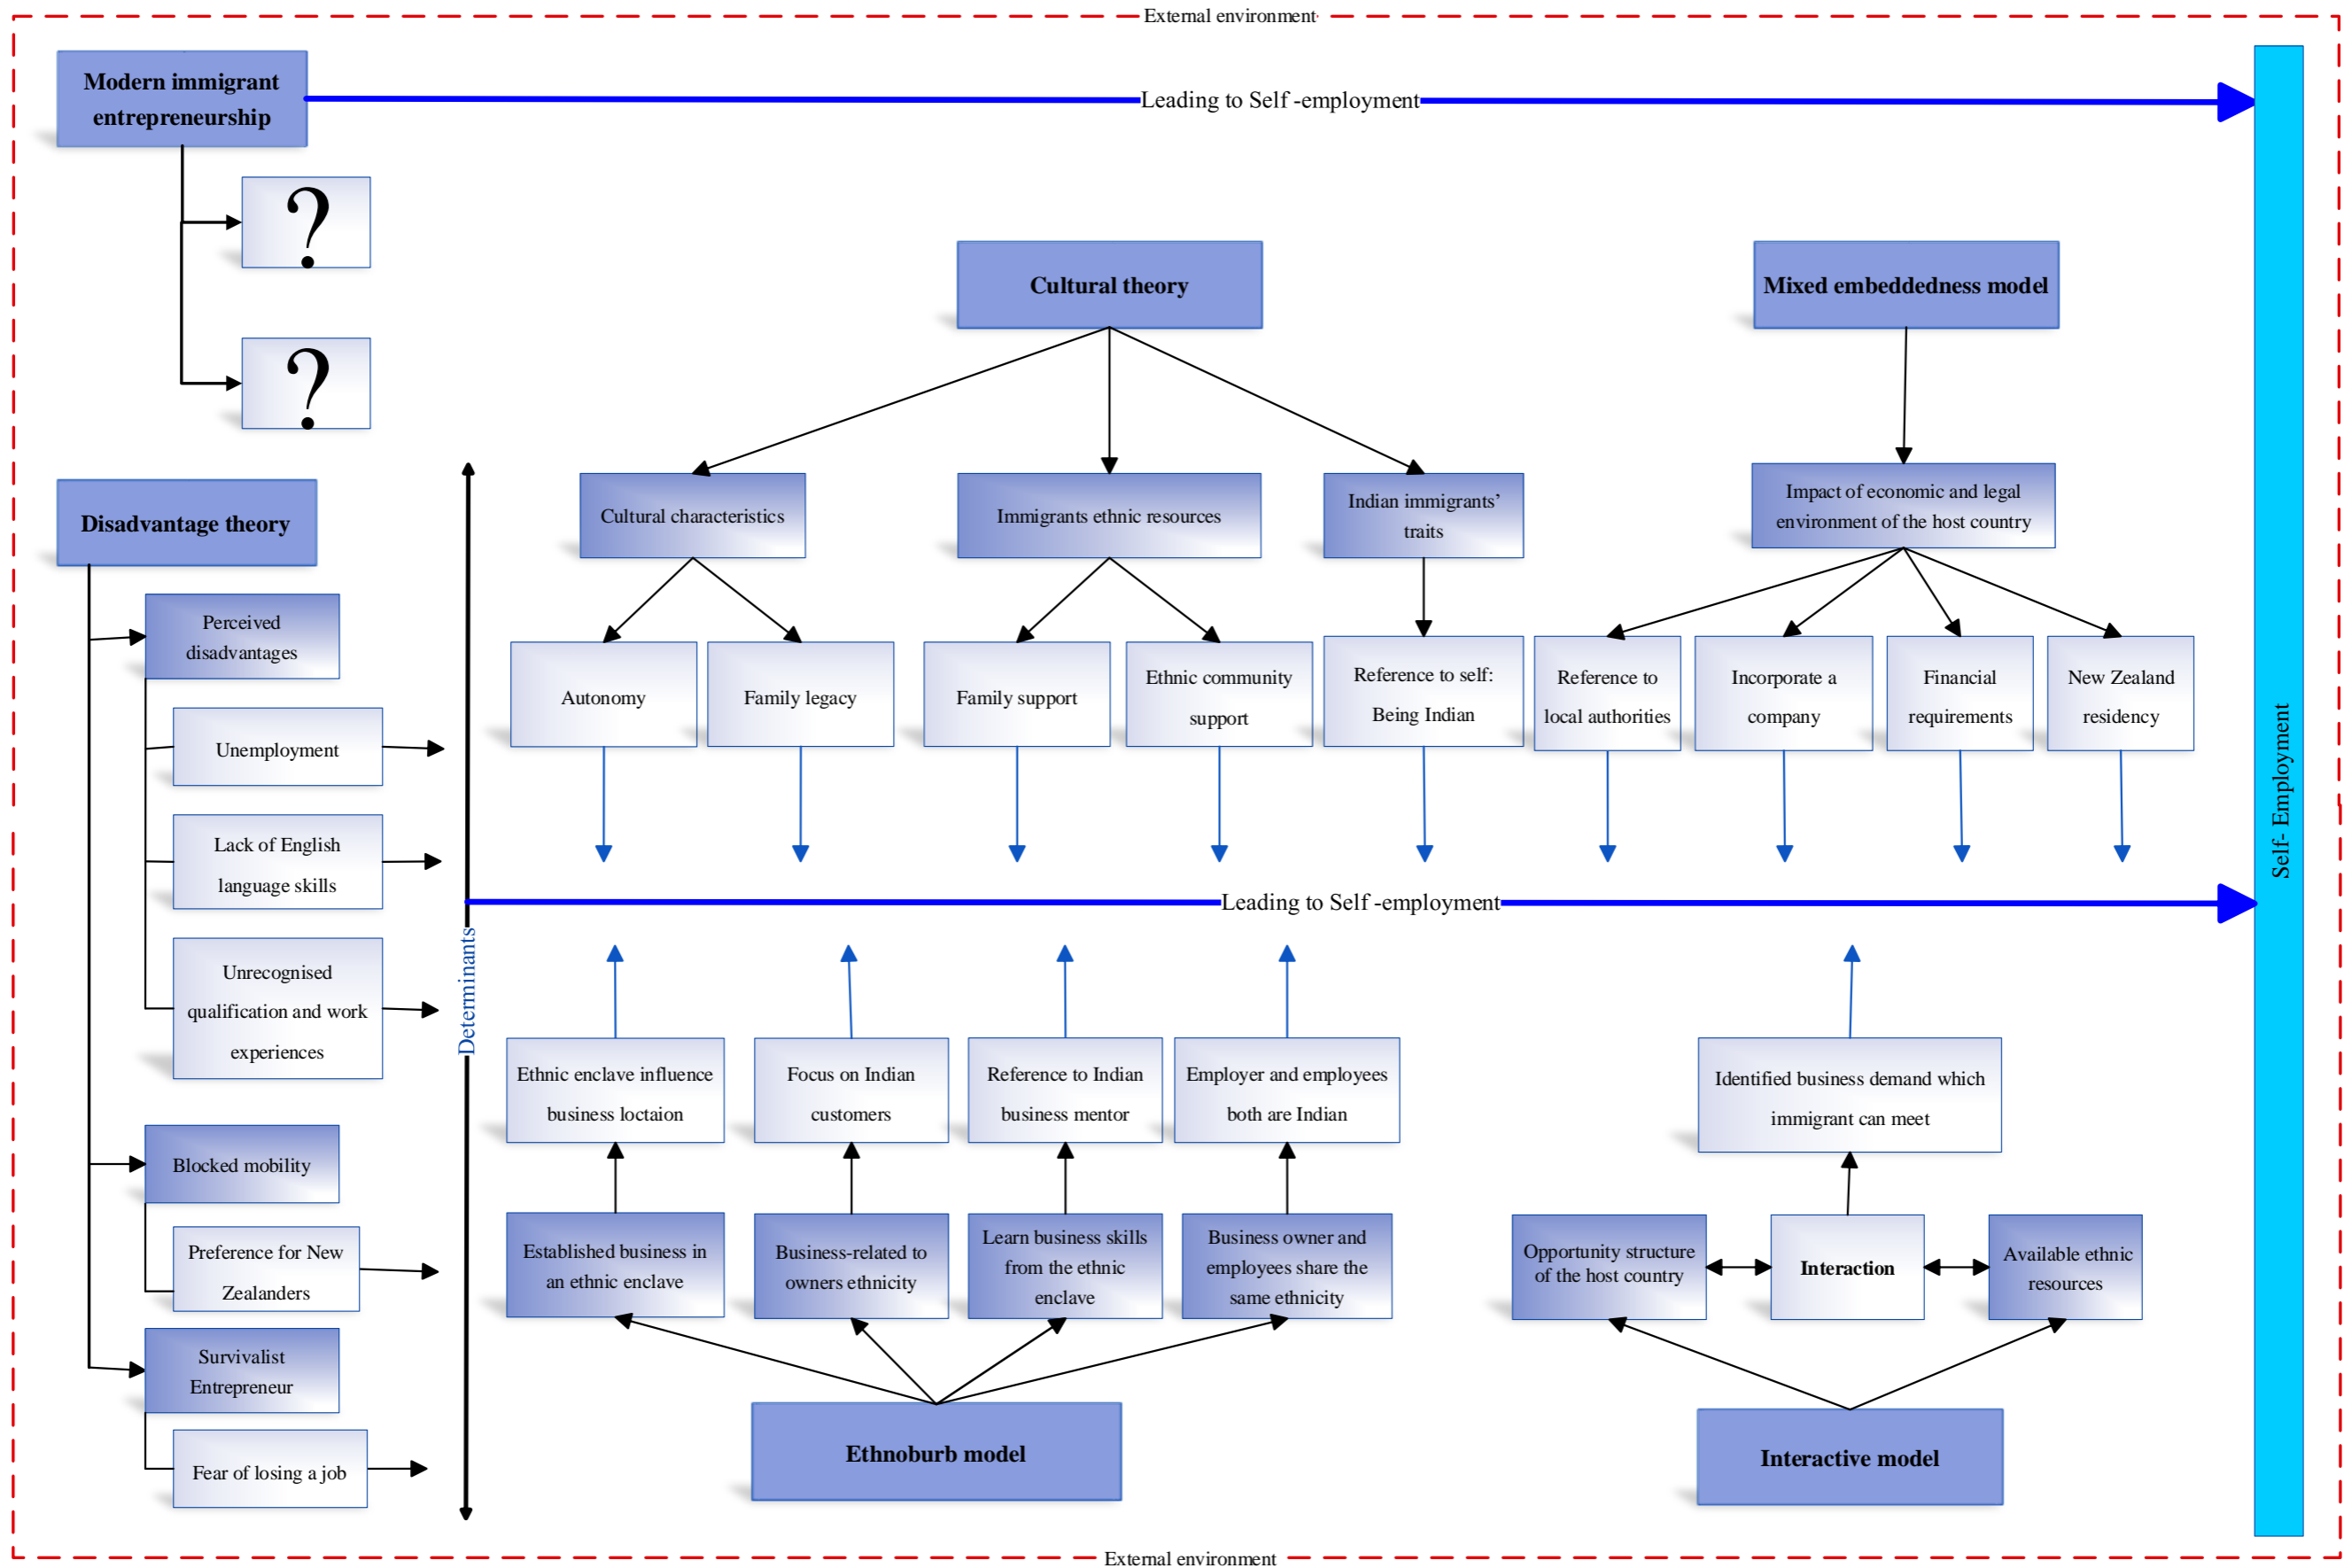 External environment
Modern immigrant
entrepreneurship
Leading to Self -employment
?
?
Cultural theory
Mixed embeddedness model
Disadvantage theory
Perceived
disadvantages
Unemployment
Lack of English
language skills
Unrecognised
qualification and work
experiences
Blocked mobility
Preference for New
Zealanders
Survivalist
Entrepreneur
Fear of losing a job
Determinants
Cultural characteristics
Immigrants ethnic resources
Indian immigrants’
traits
Impact of economic and legal
environment of the host country
Autonomy
Family legacy
Family support
Ethnic community
support
Reference to self:
Being Indian
Reference to
local authorities
Incorporate a
company
Financial
requirements
New Zealand
residency
Leading to Self -employment
Self- Employment
Ethnic enclave influence
business loctaion
Focus on Indian
customers
Reference to Indian
business mentor
Employer and employees
both are Indian
Identified business demand which
immigrant can meet
Established business in
an ethnic enclave
Business-related to
owners ethnicity
Learn business skills
from the ethnic
enclave
Business owner and
employees share the
same ethnicity
Opportunity structure
of the host country
Interaction
Available ethnic
resources
Ethnoburb model
Interactive model
External environment